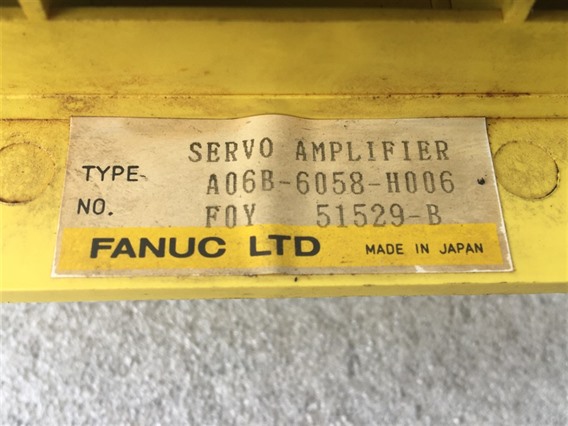 SERVO AMPLIFIER
TYPE A06B-6058-H006
NO. F0Y 51529-B
FANUC LTD MADE IN JAPAN